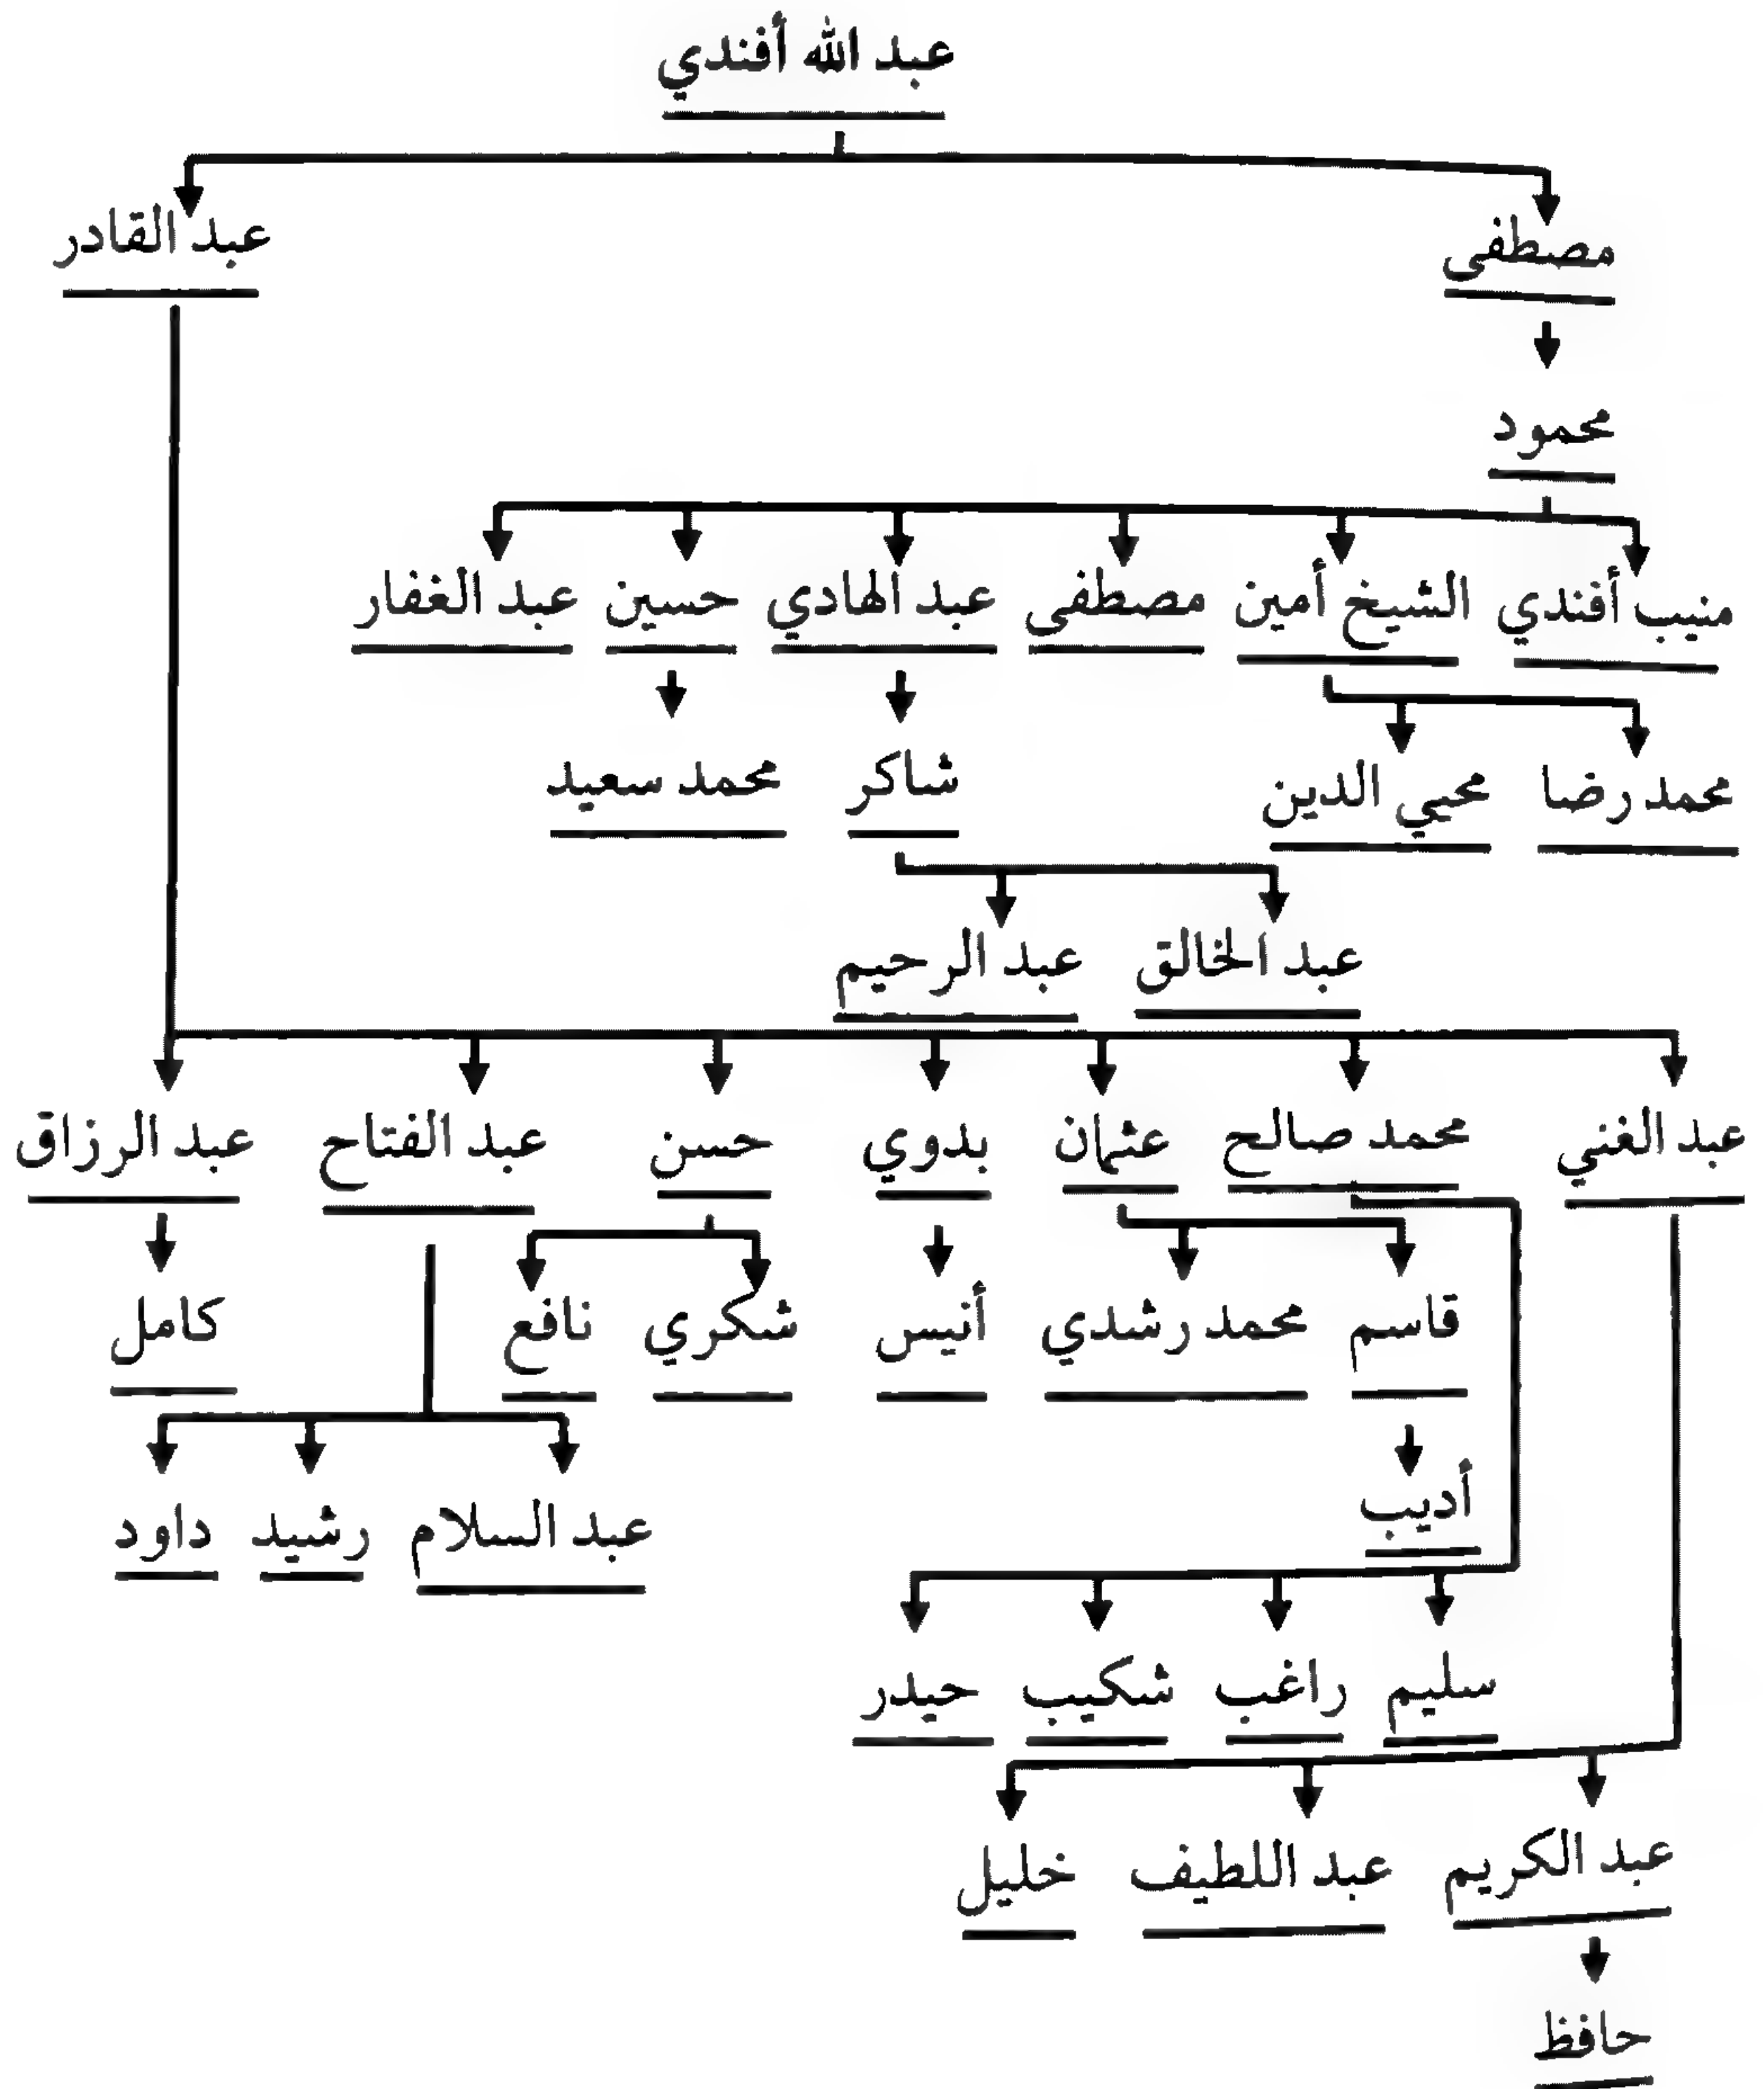 عبد الله أفندي
مصطفى
عبد القادر
محمود
منيب أفندي
الشيخ أمين
مصطفى
عبد الهادي
حسين
عبد الغفار
محمد رضا
محيي الدين
شاكر
محمد سعيد
عبد الخالق
عبد الرحيم
عبد الغني
محمد صالح
عثمان
بدوي
حسن
عبد الفتاح
عبد الرزاق
قاسم
محمد رشدي
أنيس
شكري
نافع
كامل
أديب
عبد السلام
رشيد
داود
سليم
راغب
شكيب
حيدر
عبد الكريم
عبد اللطيف
خليل
حافظ